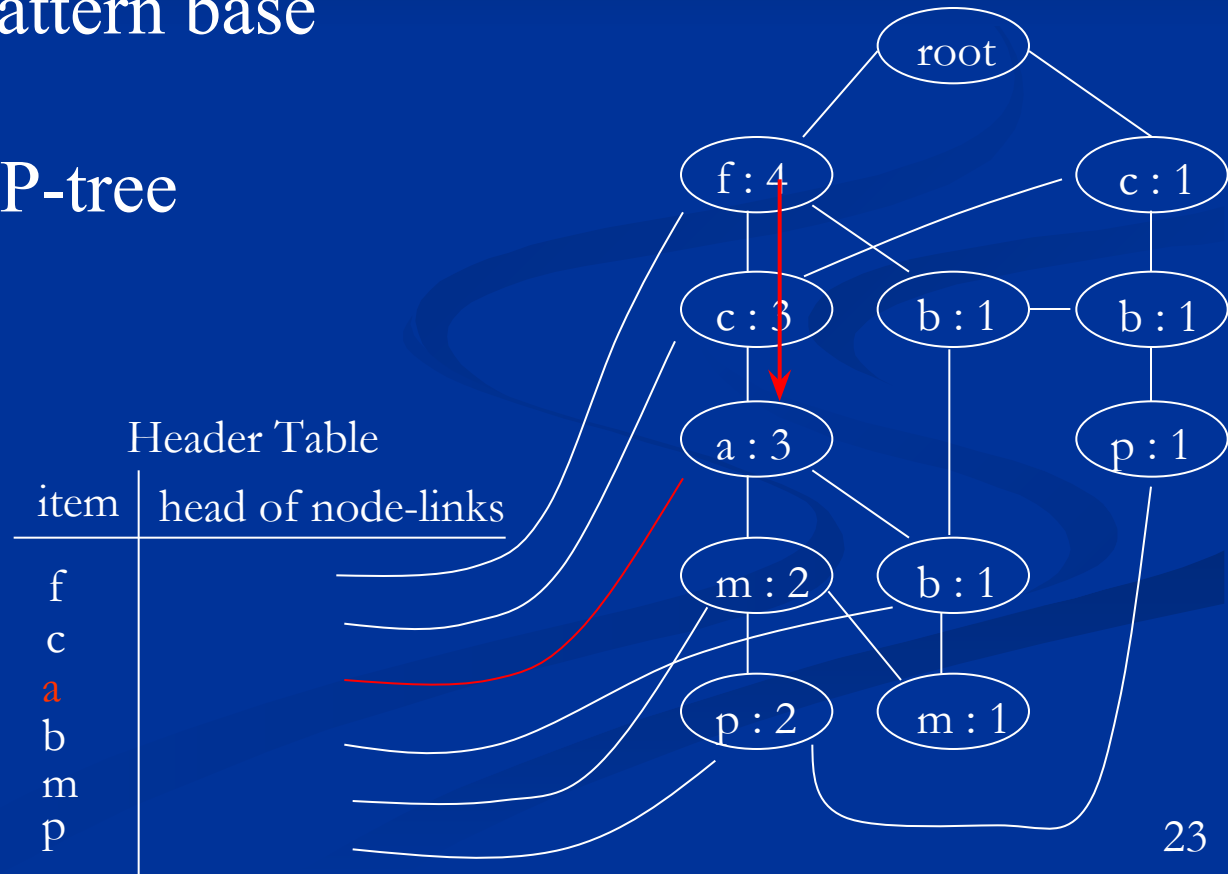 attern base
P-tree
root
f : 4
c : 1
c : 3
b : 1
b : 1
a : 3
p : 1
m : 2
b : 1
p : 2
m : 1
Header Table
item head of node-links
f
c
a
b
m
p
23